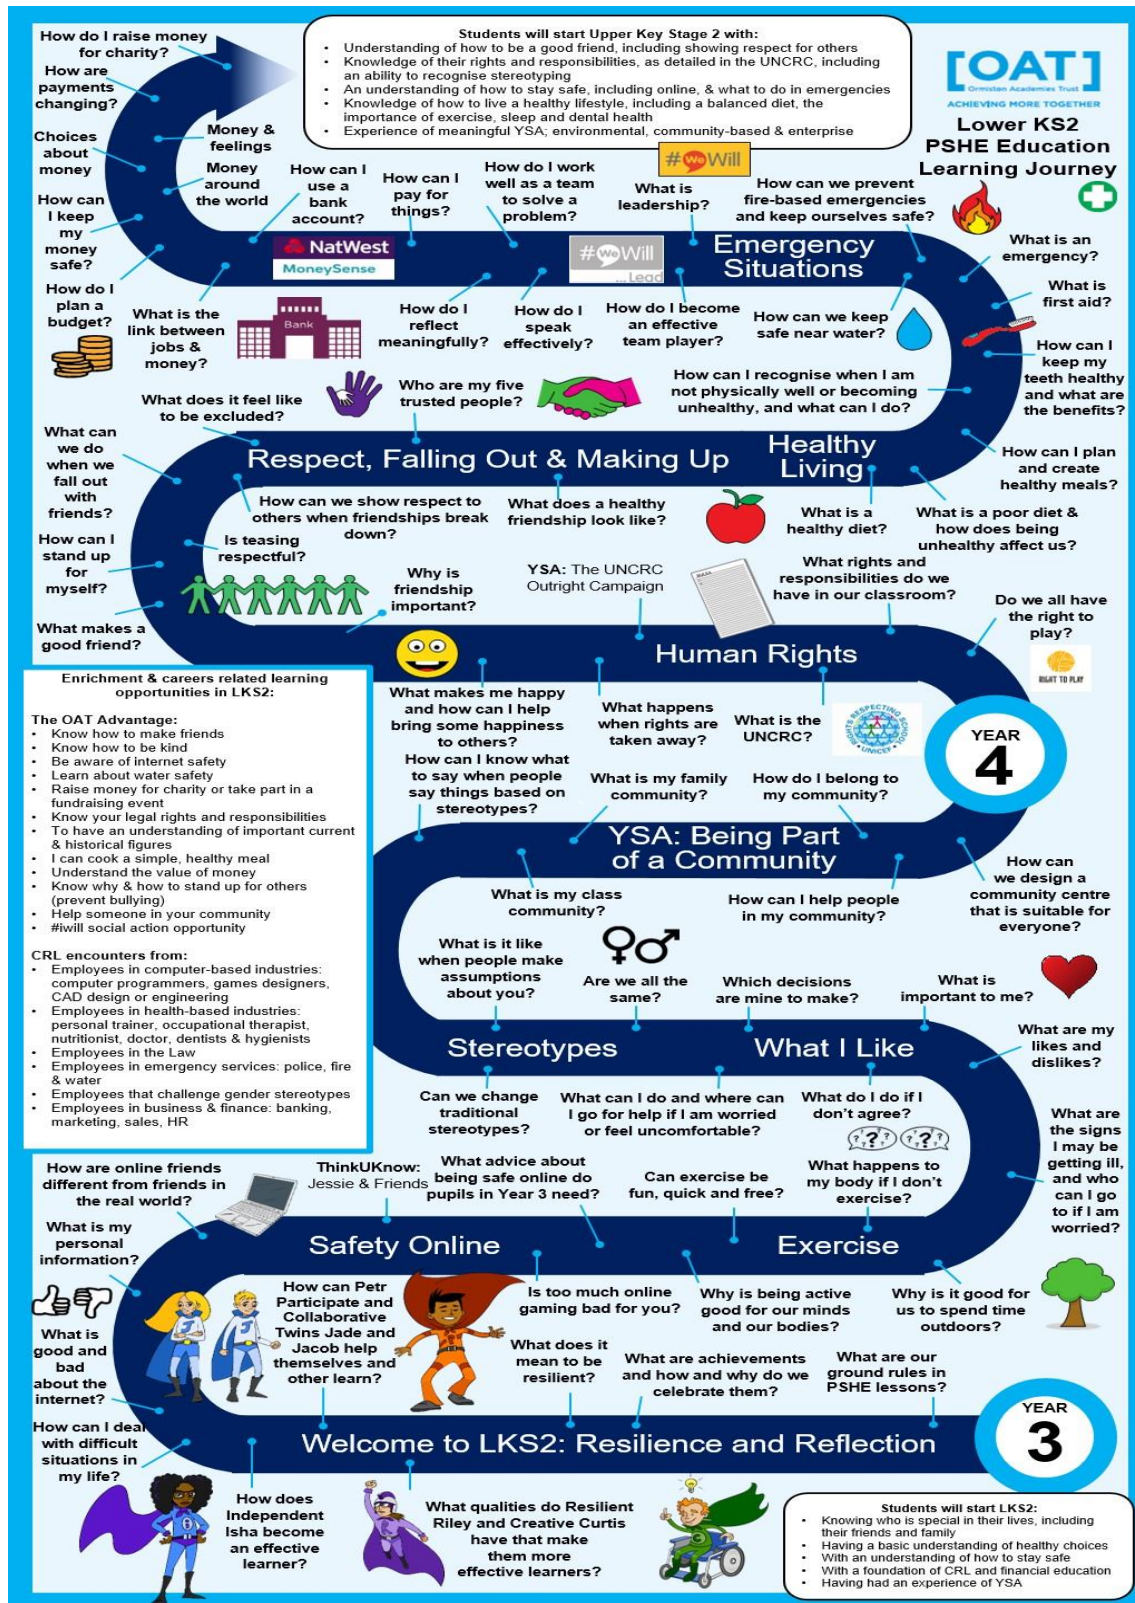 Students will start Upper Key Stage 2 with:
• Understanding of how to be a good friend, including showing respect for others
• Knowledge of their rights and responsibilities, as detailed in the UNCRC, including
an ability to recognise stereotyping
• An understanding of how to stay safe, including online, & what to do in emergencies
• Knowledge of how to live a healthy lifestyle, including a balanced diet, the
importance of exercise, sleep and dental health
• Experience of meaningful YSA; environmental, community-based & enterprise
[OAT]
Ormiston Academies Trust
ACHIEVING MORE TOGETHER
Lower KS2
PSHE Education
Learning Journey
How do I raise money
for charity?
How are
payments
changing?
Choices
about
money
Money &
feelings
Money
around
the world
How can
I keep
my
money
safe?
How do I
plan a
budget?
What is the
link between
jobs &
money?
How can I
use a
bank
account?
How can I
pay for
things?
How do I work
well as a team
to solve a
problem?
What is
leadership?
#WeWill
How can we prevent
fire-based emergencies
and keep ourselves safe?
What is an
emergency?
What is
first aid?
NatWest
MoneySense
#WeWill
...Lead
Emergency
Situations
Bank
How do I
reflect
meaningfully?
How do I
speak
effectively?
How do I become
an effective
team player?
How can we keep
safe near water?
How can I
keep my
teeth healthy
and what are
the benefits?
How can I recognise when I am
not physically well or becoming
unhealthy, and what can I do?
What does it feel like
to be excluded?
Who are my five
trusted people?
What can
we do
when we
fall out
with
friends?
Respect, Falling Out & Making Up
Healthy
Living
How can I plan
and create
healthy meals?
How can we show respect to
others when friendships break
down?
What does a healthy
friendship look like?
What is a
healthy diet?
What is a poor diet &
how does being
unhealthy affect us?
How can I
stand up
for
myself?
Is teasing
respectful?
Why is
friendship
important?
YSA: The UNCRC
Outright Campaign
What rights and
responsibilities do we
have in our classroom?
Do we all have
the right to
play?
What makes a
good friend?
Human Rights
RIGHT TO PLAY
What makes me happy
and how can I help
bring some happiness
to others?
What happens
when rights are
taken away?
What is the
UNCRC?
RIGHTS RESPECTING SCHOOL
UNICEF
YEAR
4
Enrichment & careers related learning
opportunities in LKS2:
The OAT Advantage:
• Know how to make friends
• Know how to be kind
• Be aware of internet safety
• Learn about water safety
• Raise money for charity or take part in a
fundraising event
• Know your legal rights and responsibilities
• To have an understanding of important current
& historical figures
• I can cook a simple, healthy meal
• Understand the value of money
• Know why & how to stand up for others
(prevent bullying)
• Help someone in your community
• #iwill social action opportunity
CRL encounters from:
• Employees in computer-based industries:
computer programmers, games designers,
CAD design or engineering
• Employees in health-based industries:
personal trainer, occupational therapist,
nutritionist, doctor, dentists & hygienists
• Employees in the Law
• Employees in emergency services: police, fire
& water
• Employees that challenge gender stereotypes
• Employees in business & finance: banking,
marketing, sales, HR
How can I know what
to say when people
say things based on
stereotypes?
What is my family
community?
How do I belong to
my community?
YSA: Being Part
of a Community
What is my class
community?
How can I help people
in my community?
How can
we design a
community centre
that is suitable for
everyone?
What is it like
when people make
assumptions
about you?
Are we all the
same?
Which decisions
are mine to make?
What is
important to me?
What are my
likes and
dislikes?
Stereotypes
What I Like
Can we change
traditional
stereotypes?
What can I do and where can
I go for help if I am worried
or feel uncomfortable?
What do I do if I
don't agree?
???
???
What are
the signs
I may be
getting ill,
and who
can I go
to if I am
worried?
How are online friends
different from friends in
the real world?
ThinkUKnow:
Jessie & Friends
What advice about
being safe online do
pupils in Year 3 need?
Can exercise be
fun, quick and free?
What happens to
my body if I don't
exercise?
What is my
personal
information?
Safety Online
Exercise
How can Petr
Participate and
Collaborative
Twins Jade and
Jacob help
themselves and
other learn?
Is too much online
gaming bad for you?
Why is being active
good for our minds
and our bodies?
Why is it good for
us to spend time
outdoors?
What is
good and
bad
about the
internet?
What does it
mean to be
resilient?
What are achievements
and how and why do we
celebrate them?
What are our
ground rules in
PSHE lessons?
How can I deal
with difficult
situations in
my life?
Welcome to LKS2: Resilience and Reflection
YEAR
3
How does
Independent
Isha become
an effective
learner?
What qualities do Resilient
Riley and Creative Curtis
have that make
them more
effective learners?
Students will start LKS2:
• Knowing who is special in their lives, including
their friends and family
• Having a basic understanding of healthy choices
• With an understanding of how to stay safe
• With a foundation of CRL and financial education
• Having had an experience of YSA